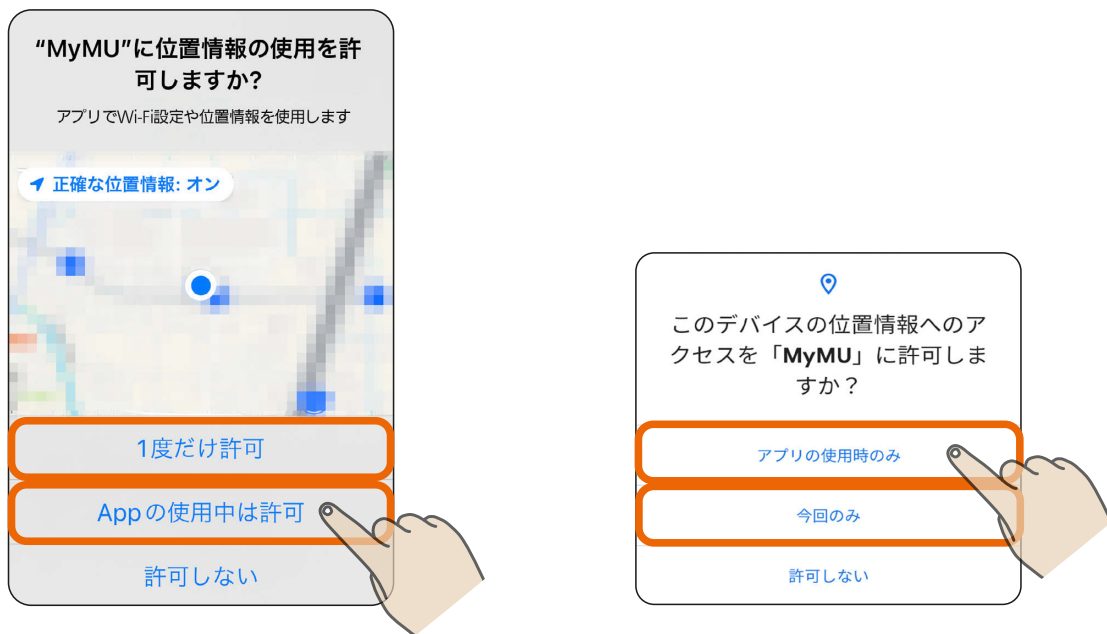 “MyMU”に位置情報の使用を許
可しますか?
アプリでWi-Fi設定や位置情報を使用します
正確な位置情報: オン
1度だけ許可
Appの使用中は許可
許可しない
このデバイスの位置情報へのア
クセスを「MyMU」に許可しま
すか？
アプリの使用時のみ
今回のみ
許可しない